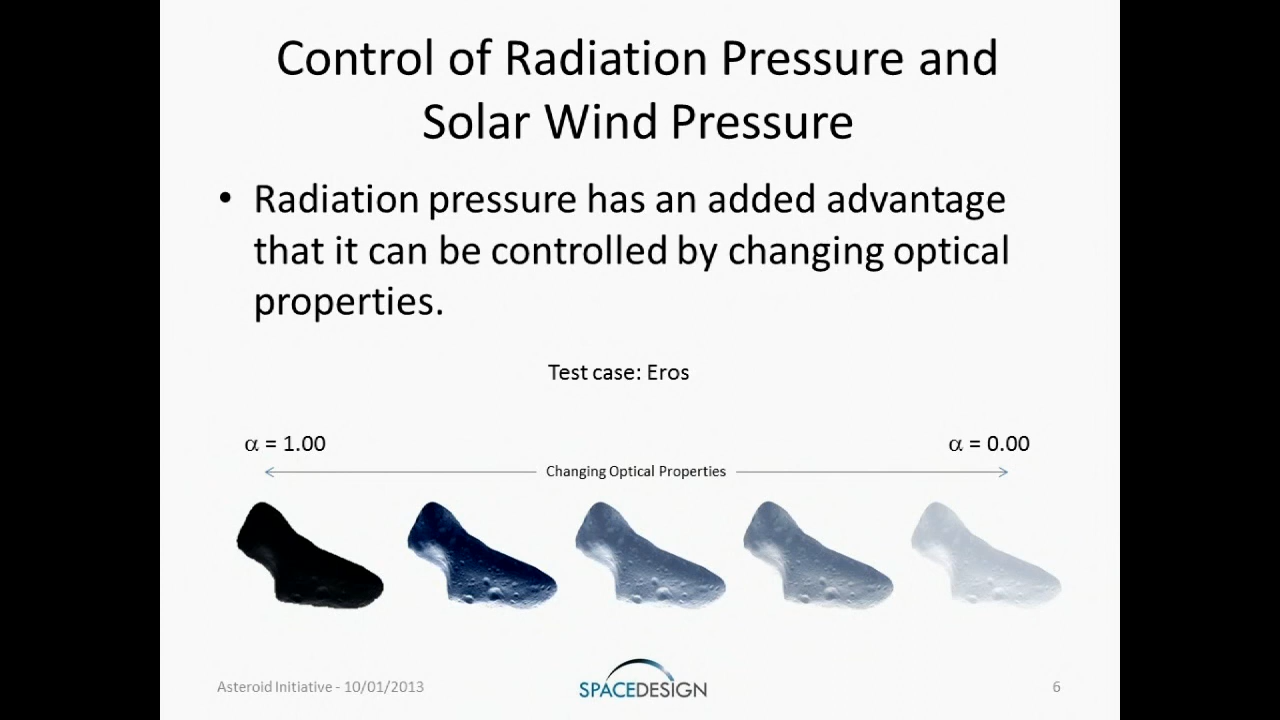 Control of Radiation Pressure and
Solar Wind Pressure
• Radiation pressure has an added advantage
that it can be controlled by changing optical
properties.
Test case: Eros
α = 1.00
α = 0.00
Changing Optical Properties
Asteroid Initiative - 10/01/2013
SPACEDESIGN
6